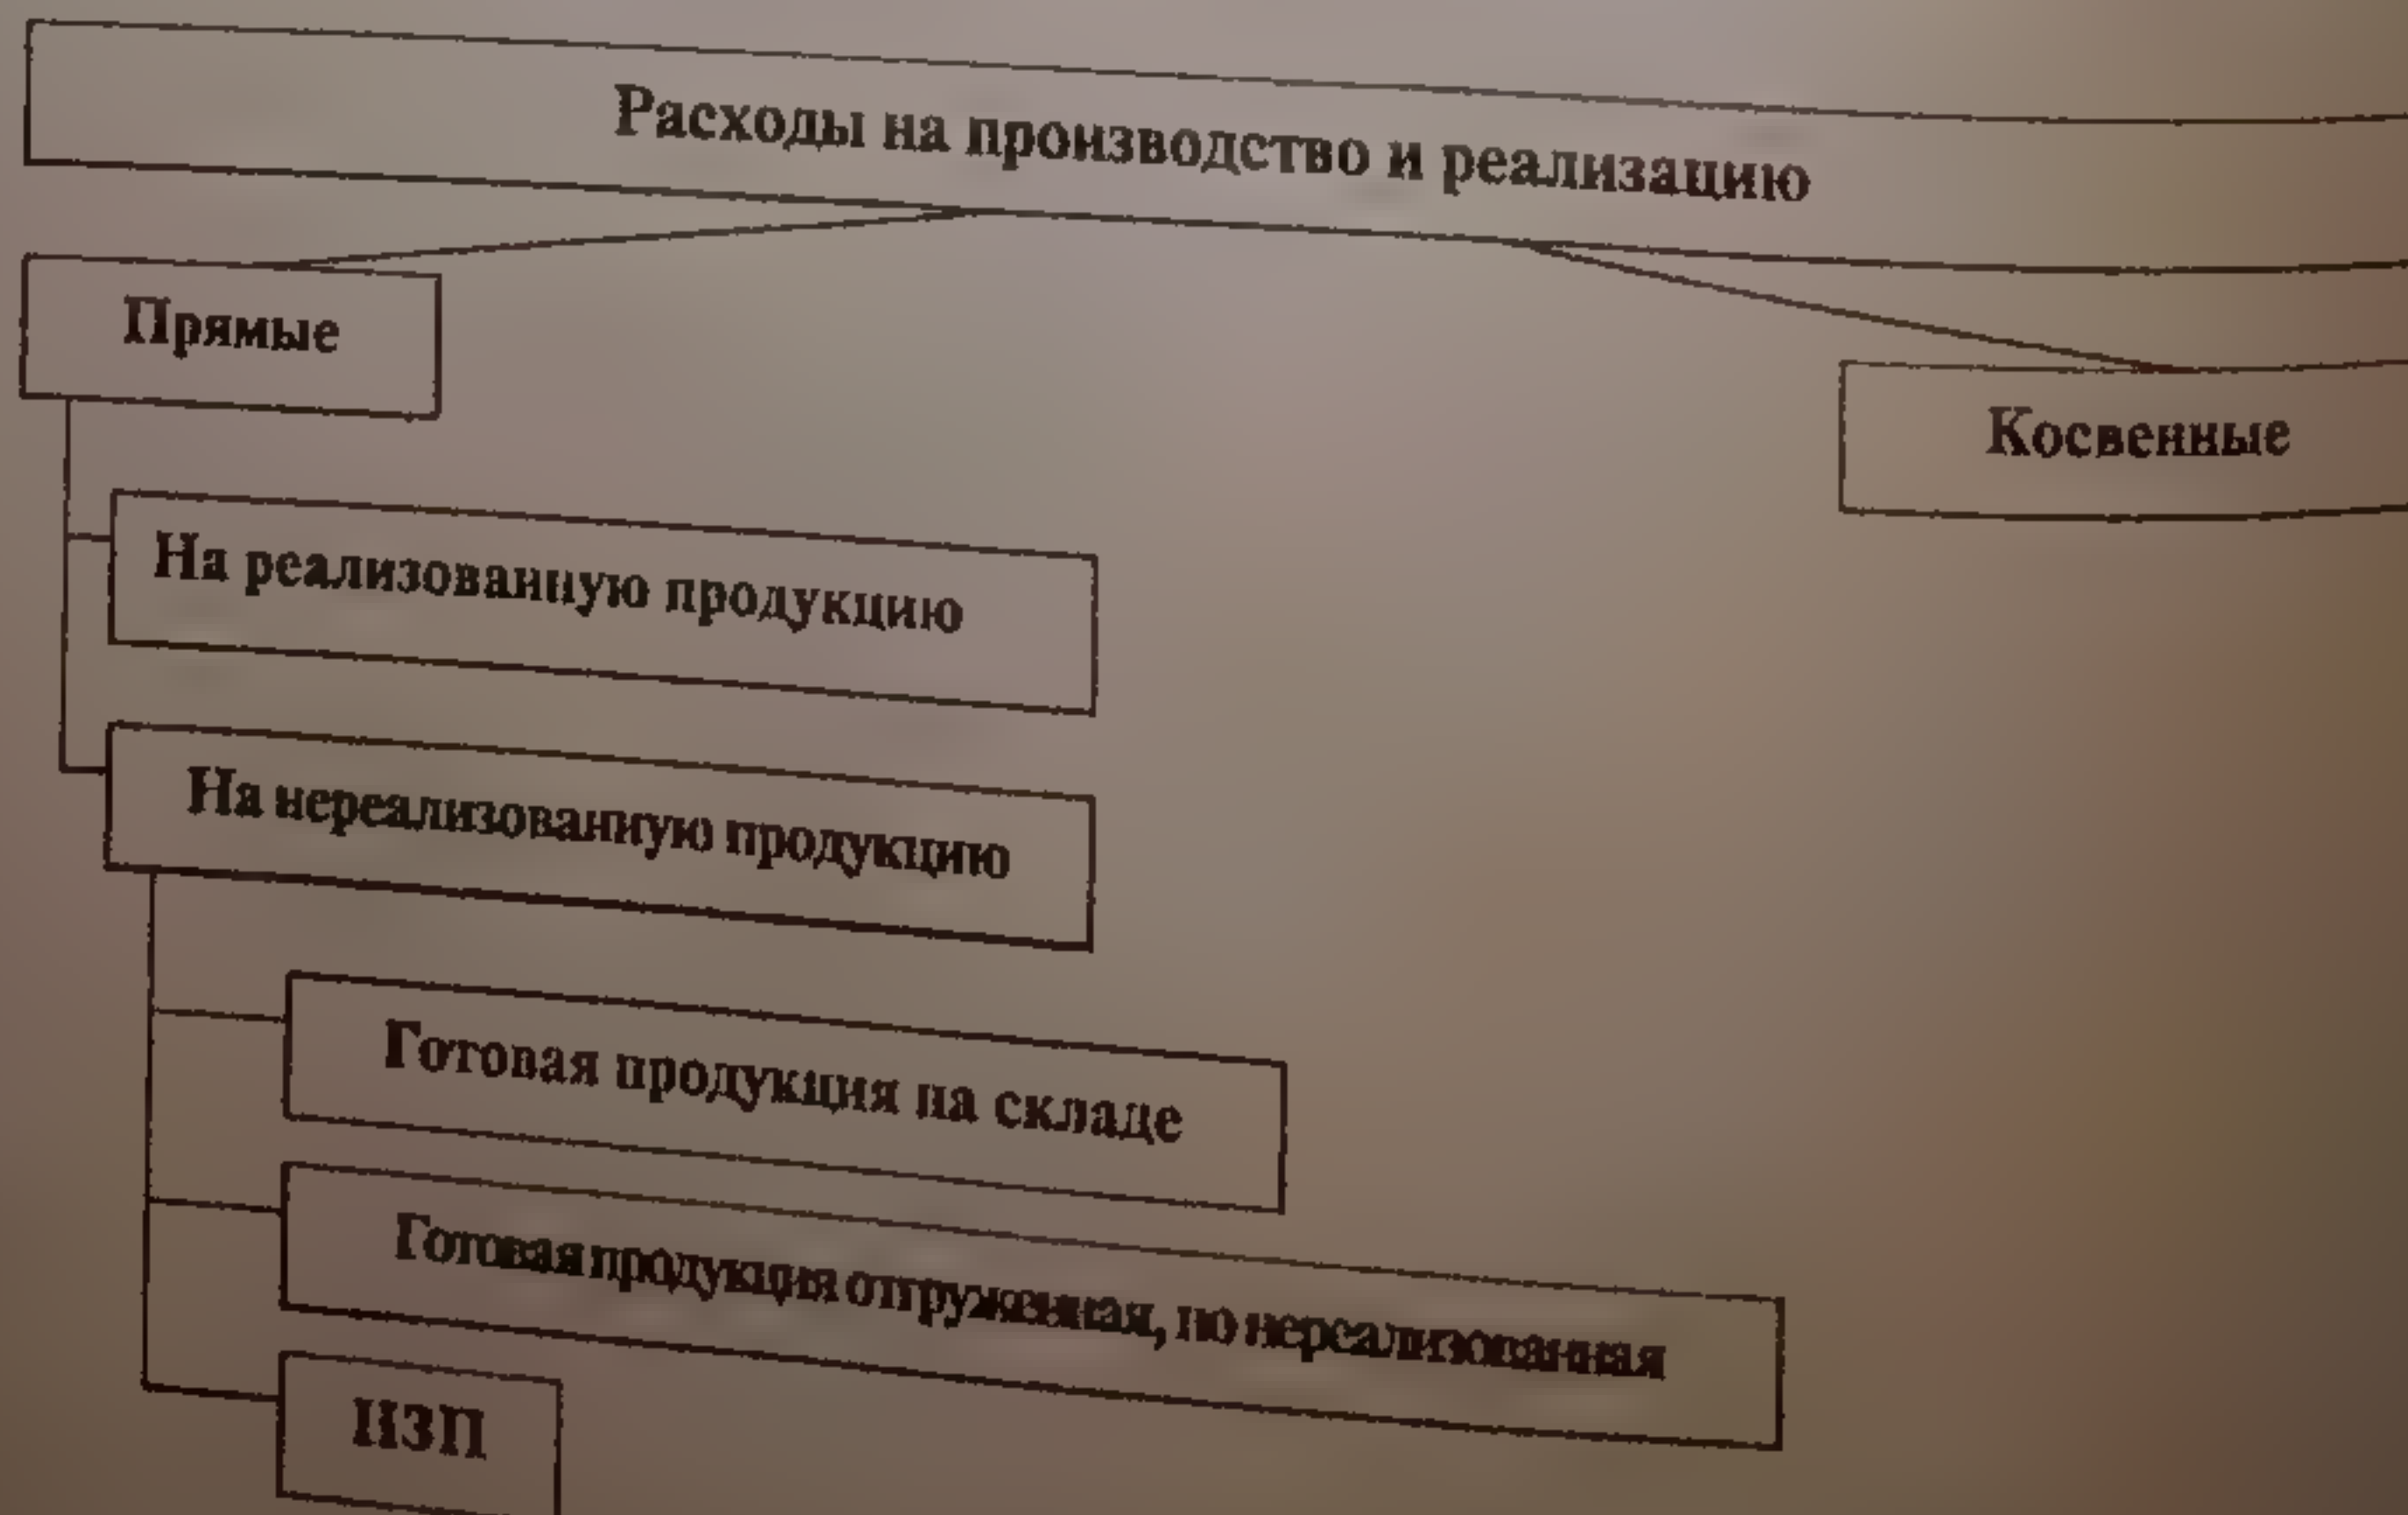 Расходы на производство и реализацию
Прямые
Косвенные
На реализованную продукцию
На нереализованную продукцию
Готовая продукция на складе
Готовая продукция отгруженная, но нереализованная
НЗП